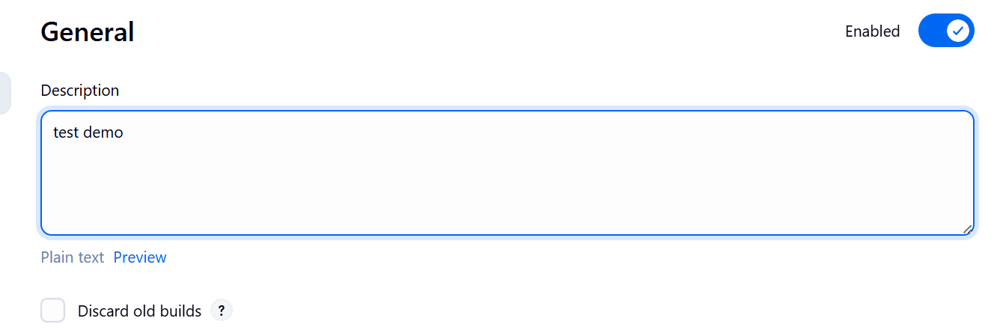 General
Enabled
Description
test demo
Plain text Preview
Discard old builds ?